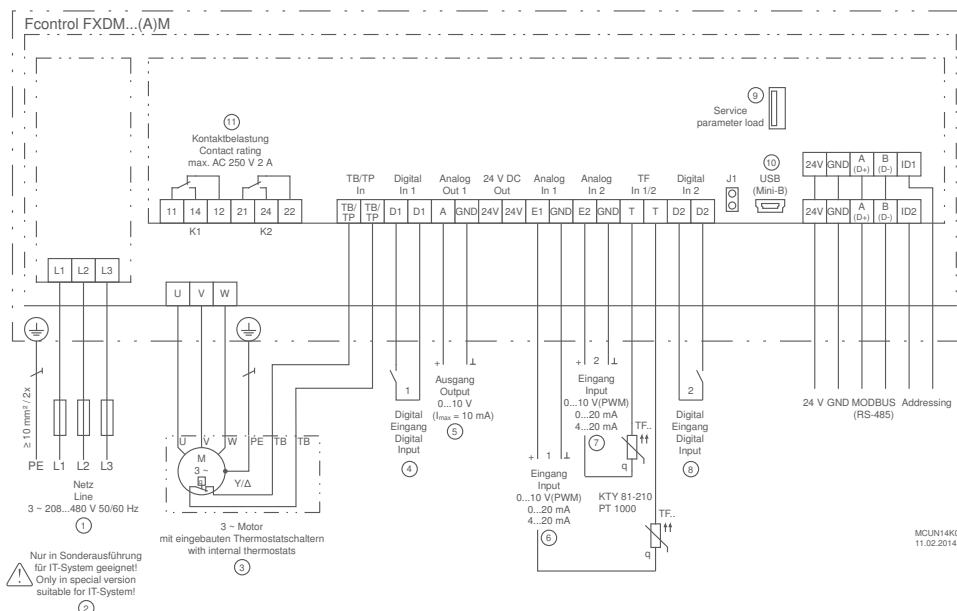 Fcontrol FXDM...(A)M
9
Service
parameter load
11
Kontaktbelastung
Contact rating
max. AC 250 V 2 A
11 14 12 21 24 22
K1 K2
TB/TP
In
Digital
In 1
Analog
Out 1
24 V DC
Out
Analog
In 1
Analog
In 2
TF
In 1/2
Digital
In 2
J1
10
USB
(Mini-B)
TB/
TP
TB/
TP
D1 D1 A GND 24V 24V E1 GND E2 GND T T D2 D2
24V GND A
(D+)
B
(D-)
ID1
24V GND A
(D+)
B
(D-)
ID2
L1 L2 L3
U V W
≥ 10 mm² / 2x
PE L1 L2 L3
Netz
Line
3 ~ 208...480 V 50/60 Hz
1
Nur in Sonderausführung
für IT-System geeignet!
Only in special version
suitable for IT-System!
2
U V W PE TB TB
M
3 ~
Y/Δ
3 ~ Motor
mit eingebauten Thermostatschaltern
with internal thermostats
3
1
Digital
Eingang
Digital
Input
4
+ ⊥
Ausgang
Output
0...10 V
(Imax = 10 mA)
5
+ 1 ⊥
Eingang
Input
0...10 V(PWM)
0...20 mA
4...20 mA
6
+ 2 ⊥
Eingang
Input
0...10 V(PWM)
0...20 mA
4...20 mA
7
TF..
q
KTY 81-210
PT 1000
TF..
q
2
Digital
Eingang
Digital
Input
8
24 V GND MODBUS
(RS-485)
Addressing
MCUN14K0
11.02.2014